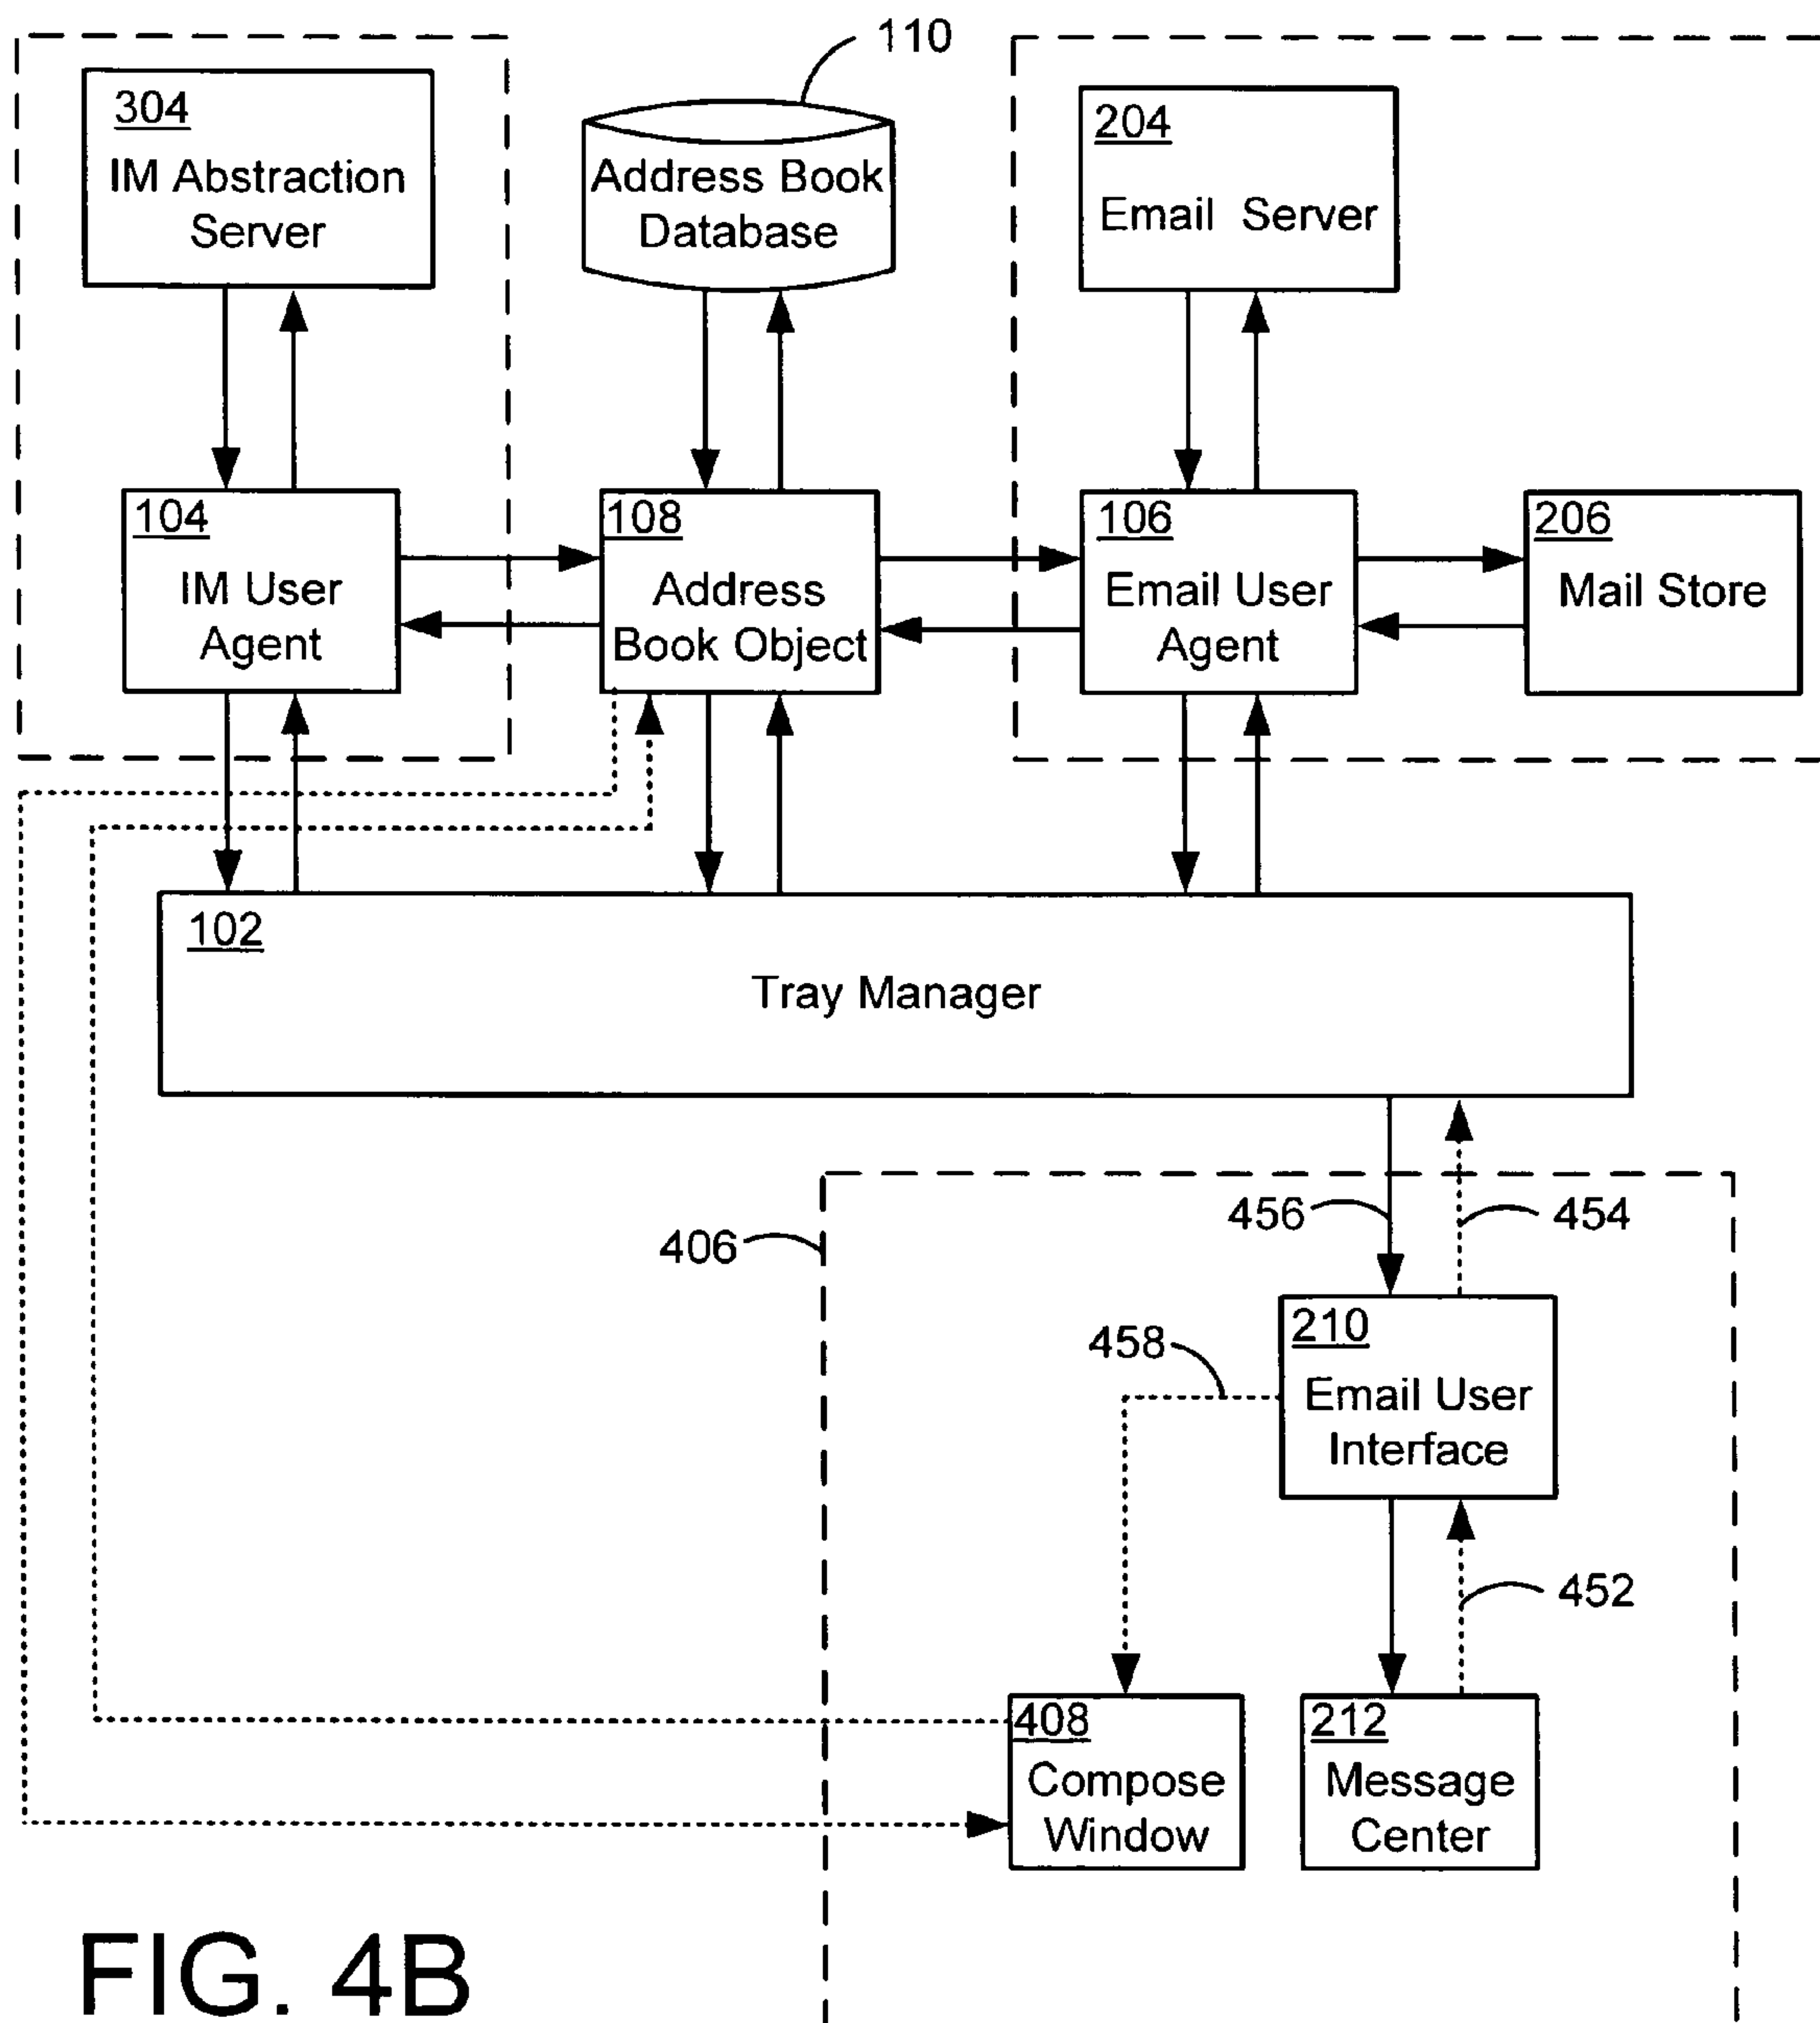 110
304
IM Abstraction
Server
Address Book
Database
204
Email Server
104
IM User
Agent
108
Address
Book Object
106
Email User
Agent
206
Mail Store
102
Tray Manager
456
454
406
210
Email User
Interface
458
452
408
Compose
Window
212
Message
Center
FIG. 4B